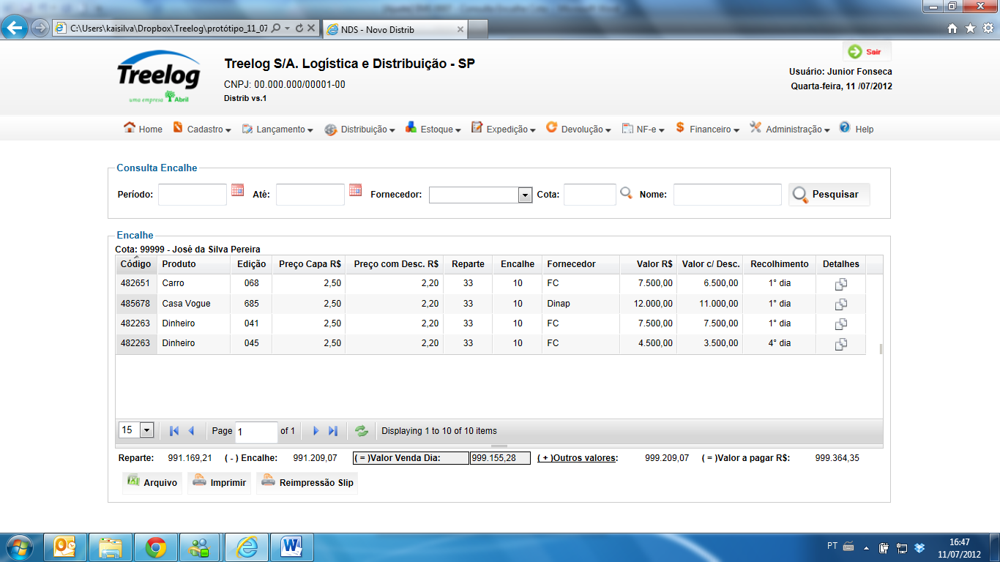 C:\Users\kaisilva\Dropbox\Treelog\protótipo_11_07
NDS - Novo Distrib
Treelog
uma empresa Abril
Treelog S/A. Logística e Distribuição - SP
CNPJ: 00.000.000/00001-00
Distrib vs.1
Sair
Usuário: Junior Fonseca
Quarta-feira, 11 /07/2012
Home Cadastro Lançamento Distribuição Estoque Expedição Devolução NF-e Financeiro Administração Help
Consulta Encalhe
Período: Até: Fornecedor: Cota: Nome: Pesquisar
Encalhe
Cota: 99999 - José da Silva Pereira
Código Produto Edição Preço Capa R$ Preço com Desc. R$ Reparte Encalhe Fornecedor Valor R$ Valor c/ Desc. Recolhimento Detalhes
482651 Carro 068 2,50 2,20 33 10 FC 7.500,00 6.500,00 1° dia
485678 Casa Vogue 685 2,50 2,20 33 10 Dinap 12.000,00 11.000,00 1° dia
482263 Dinheiro 041 2,50 2,20 33 10 FC 7.500,00 7.500,00 1° dia
482263 Dinheiro 045 2,50 2,20 33 10 FC 4.500,00 3.500,00 4° dia
15 Page 1 of 1 Displaying 1 to 10 of 10 items
Reparte: 991.169,21 ( - ) Encalhe: 991.209,07 ( = )Valor Venda Dia: 999.155,28 ( + )Outros valores: 999.209,07 ( = )Valor a pagar R$: 999.364,35
Arquivo Imprimir Reimpressão Slip
PT
16:47
11/07/2012